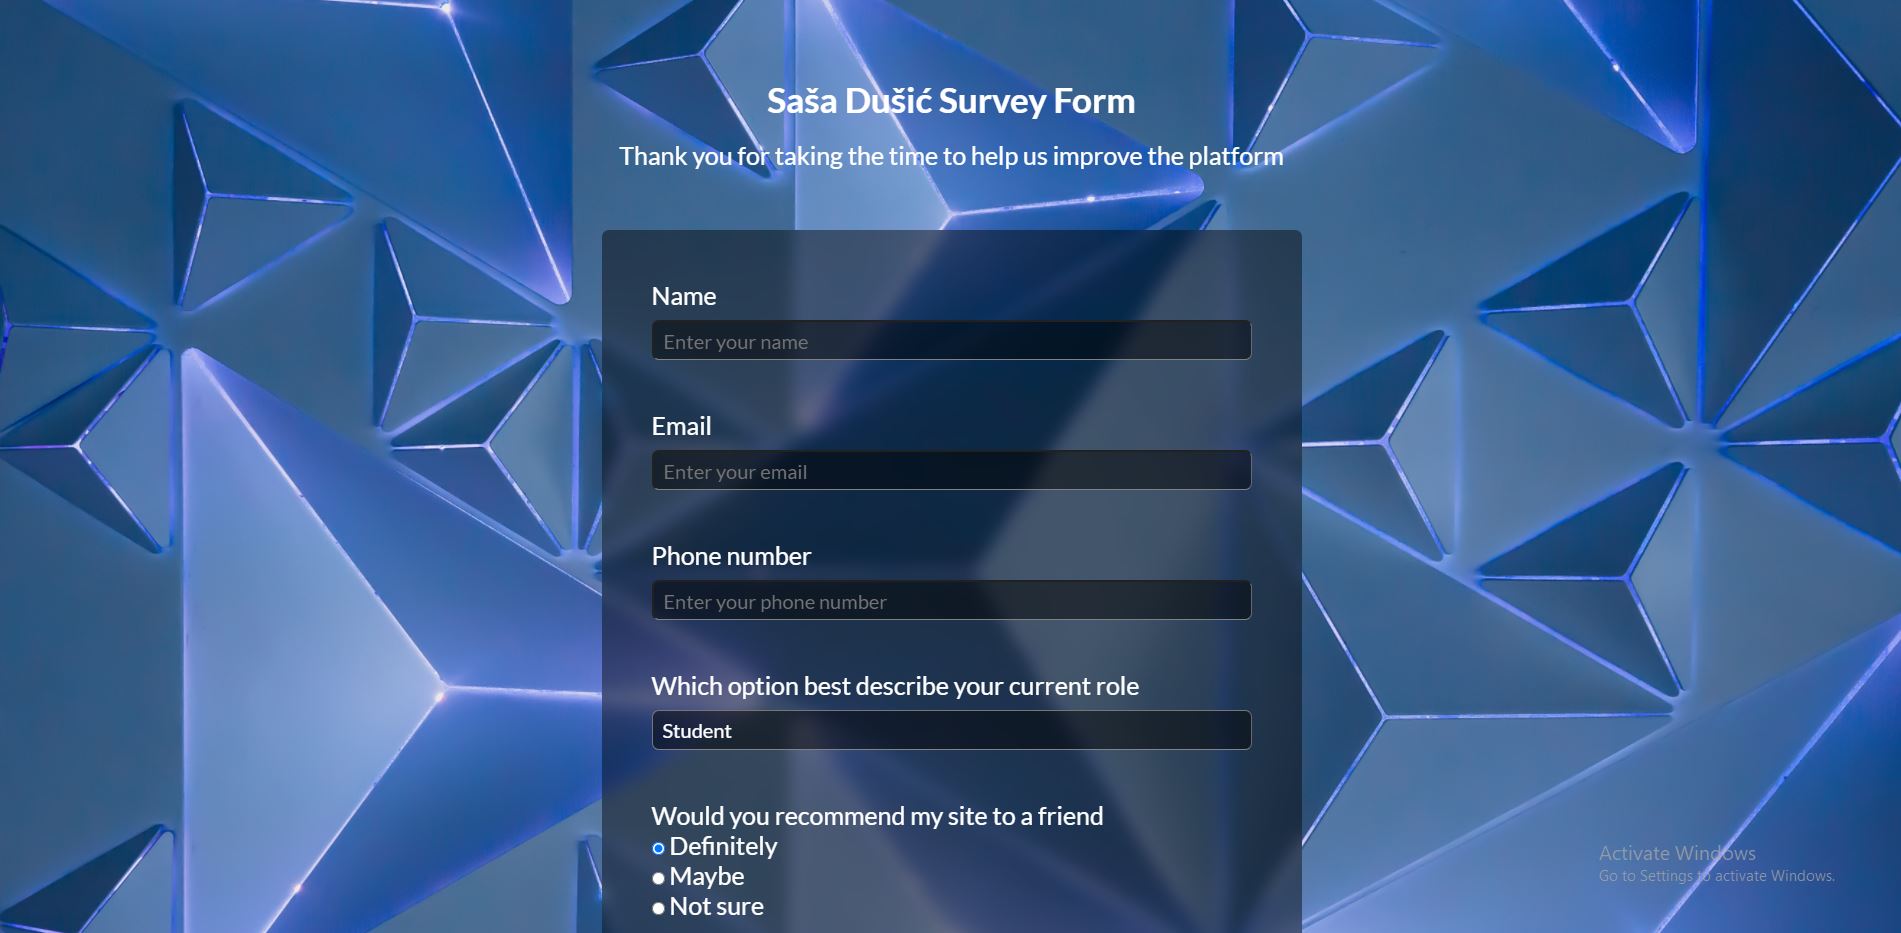 Saša Dušić Survey Form
Thank you for taking the time to help us improve the platform
Name
Enter your name
Email
Enter your email
Phone number
Enter your phone number
Which option best describe your current role
Student
Would you recommend my site to a friend
Definitely
Maybe
Not sure
Activate Windows
Go to Settings to activate Windows.